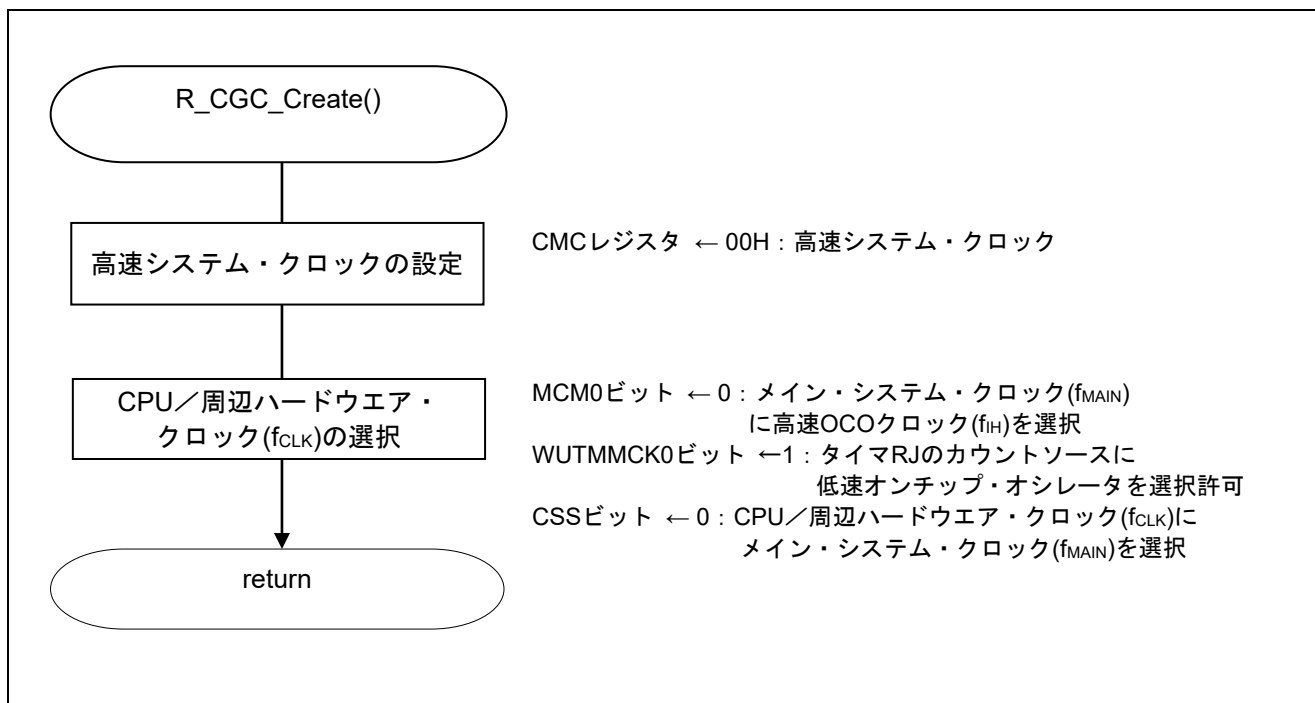 R_CGC_Create()
高速システム・クロックの設定
CMCレジスタ ← 00H：高速システム・クロック
CPU／周辺ハードウエア・
クロック(fCLK)の選択
MCM0ビット ← 0：メイン・システム・クロック(fMAIN)
に高速OCOクロック(fIH)を選択
WUTMMCK0ビット ←1：タイマRJのカウントソースに
低速オンチップ・オシレータを選択許可
CSSビット ← 0：CPU／周辺ハードウエア・クロック(fCLK)に
メイン・システム・クロック(fMAIN)を選択
return